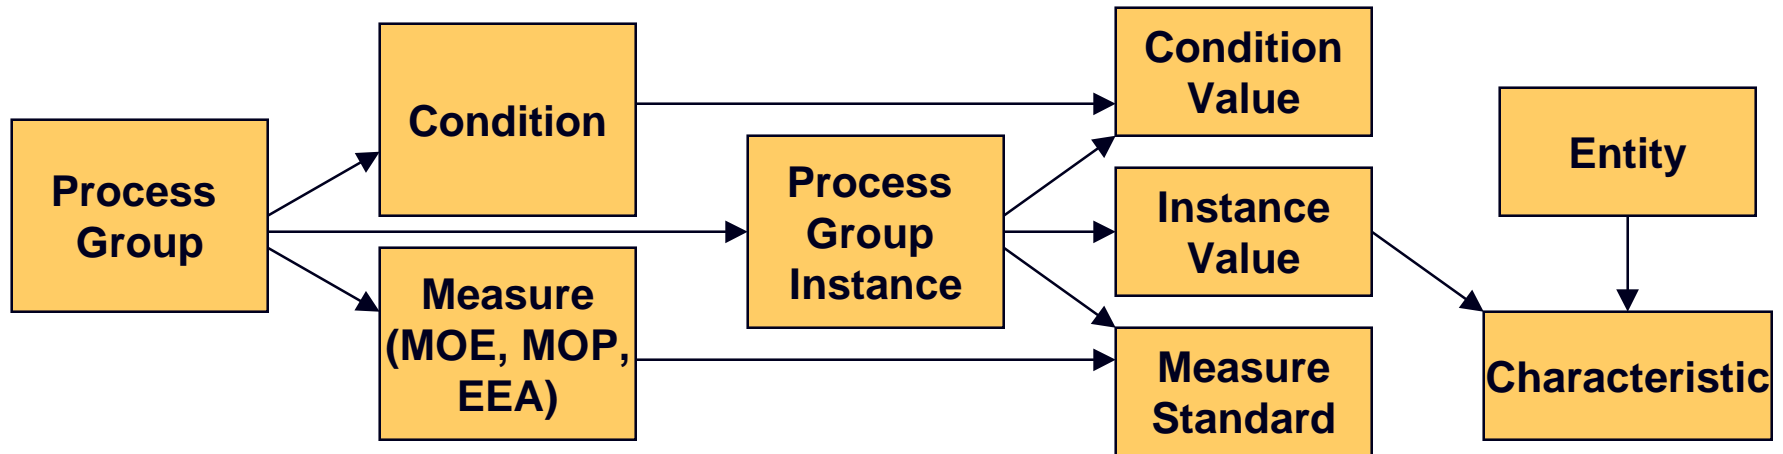 Process
Group
Condition
Measure
(MOE, MOP,
EEA)
Process
Group
Instance
Condition
Value
Instance
Value
Measure
Standard
Entity
Characteristic